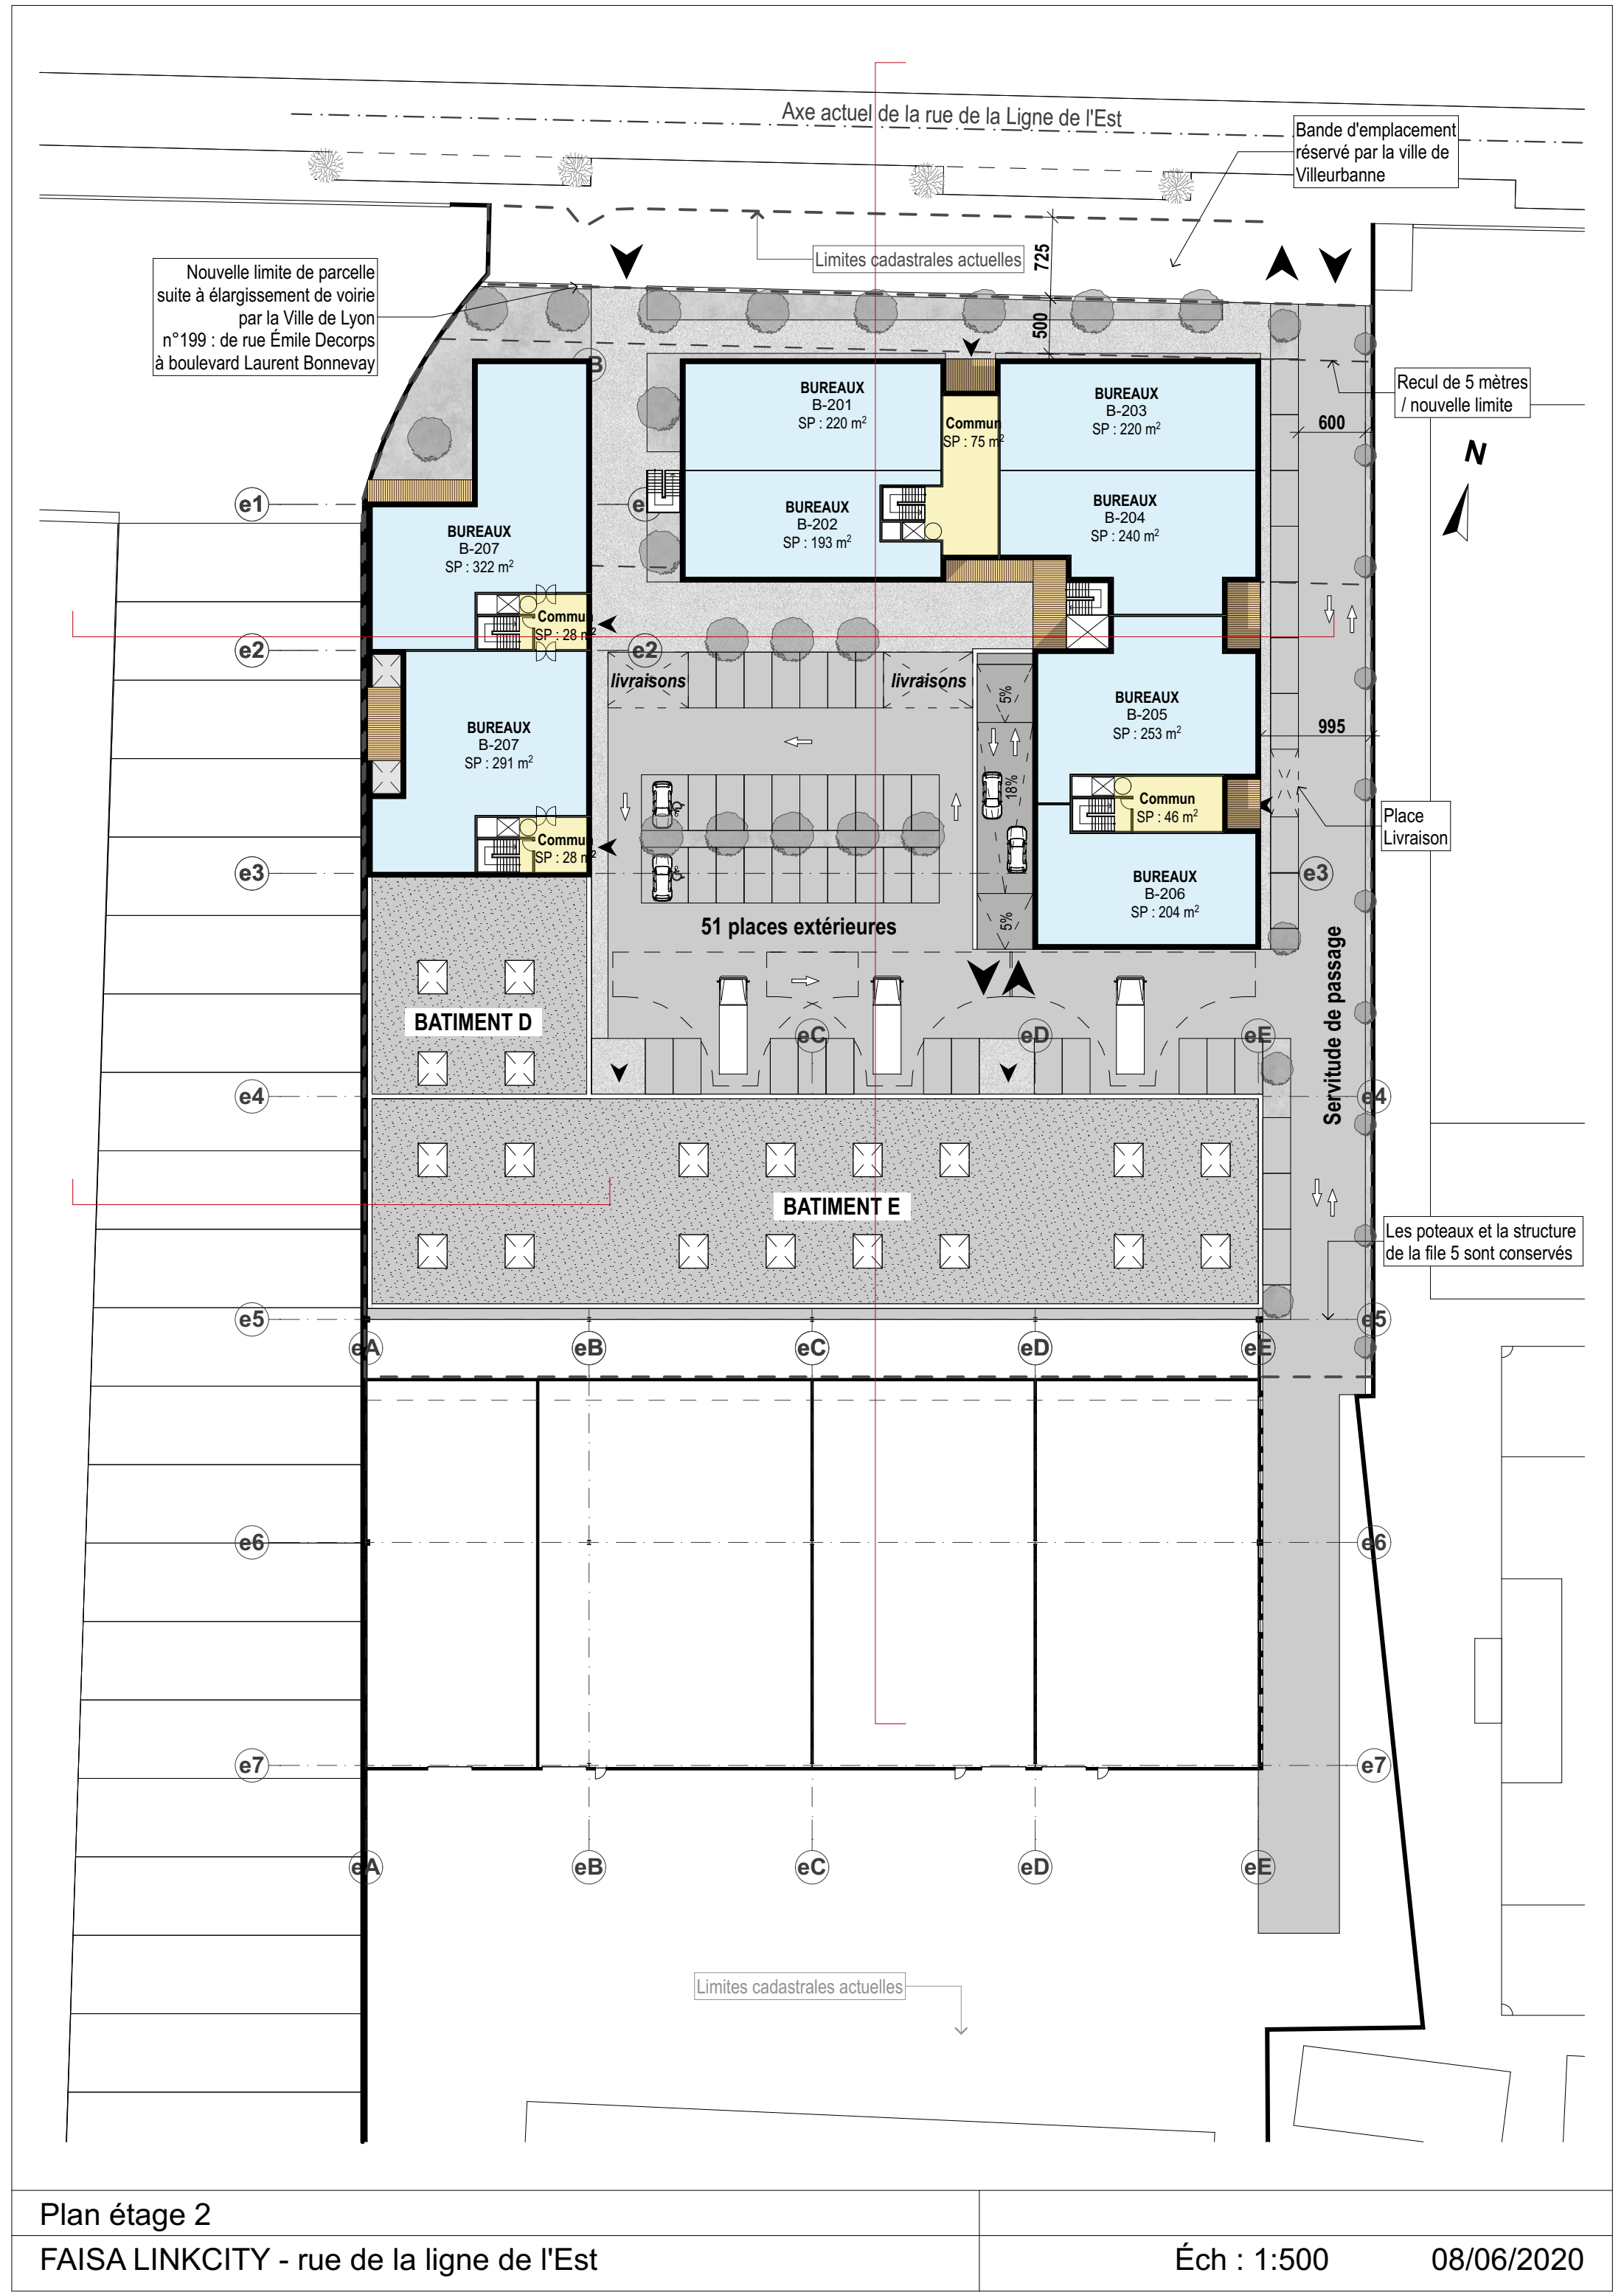 Axe actuel de la rue de la Ligne de l'Est
Bande d'emplacement
réservé par la ville de
Villeurbanne
Limites cadastrales actuelles
725
Nouvelle limite de parcelle
suite à élargissement de voirie
par la Ville de Lyon
n°199 : de rue Émile Decorps
à boulevard Laurent Bonnevay
500
B
BUREAUX
B-201
SP : 220 m2
Commun
SP : 75 m2
BUREAUX
B-203
SP : 220 m2
Recul de 5 mètres
/ nouvelle limite
600
N
e1
e
BUREAUX
B-207
SP : 322 m2
BUREAUX
B-202
SP : 193 m2
BUREAUX
B-204
SP : 240 m2
Commun
SP : 28 m2
e2
e2
livraisons
livraisons
5%
BUREAUX
B-205
SP : 253 m2
995
BUREAUX
B-207
SP : 291 m2
18%
Commun
SP : 46 m2
Place
Livraison
Commun
SP : 28 m2
e3
e3
BUREAUX
B-206
SP : 204 m2
5%
51 places extérieures
Servitude de passage
BATIMENT D
eC
eD
eE
e4
e4
BATIMENT E
Les poteaux et la structure
de la file 5 sont conservés
e5
e5
eA
eB
eC
eD
eE
e6
e6
e7
e7
eA
eB
eC
eD
eE
Limites cadastrales actuelles
Plan étage 2
FAISA LINKCITY - rue de la ligne de l'Est
Éch : 1:500
08/06/2020